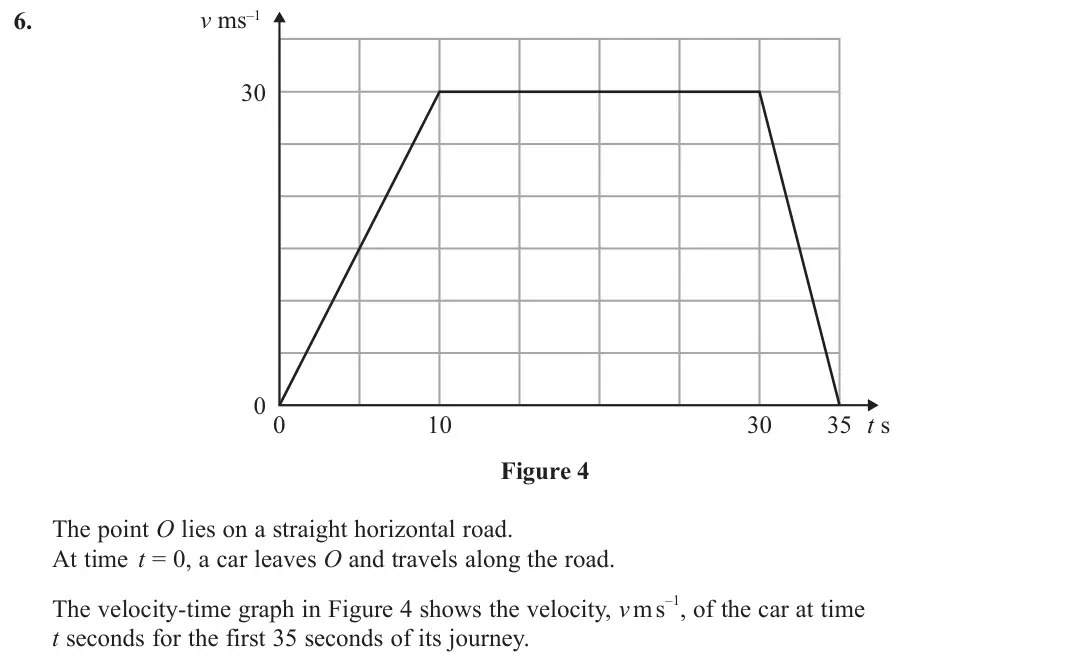 6.
v ms⁻¹
30
0
0 10 30 35 t s
Figure 4
The point O lies on a straight horizontal road.
At time t = 0, a car leaves O and travels along the road.
The velocity-time graph in Figure 4 shows the velocity, v m s⁻¹, of the car at time
t seconds for the first 35 seconds of its journey.